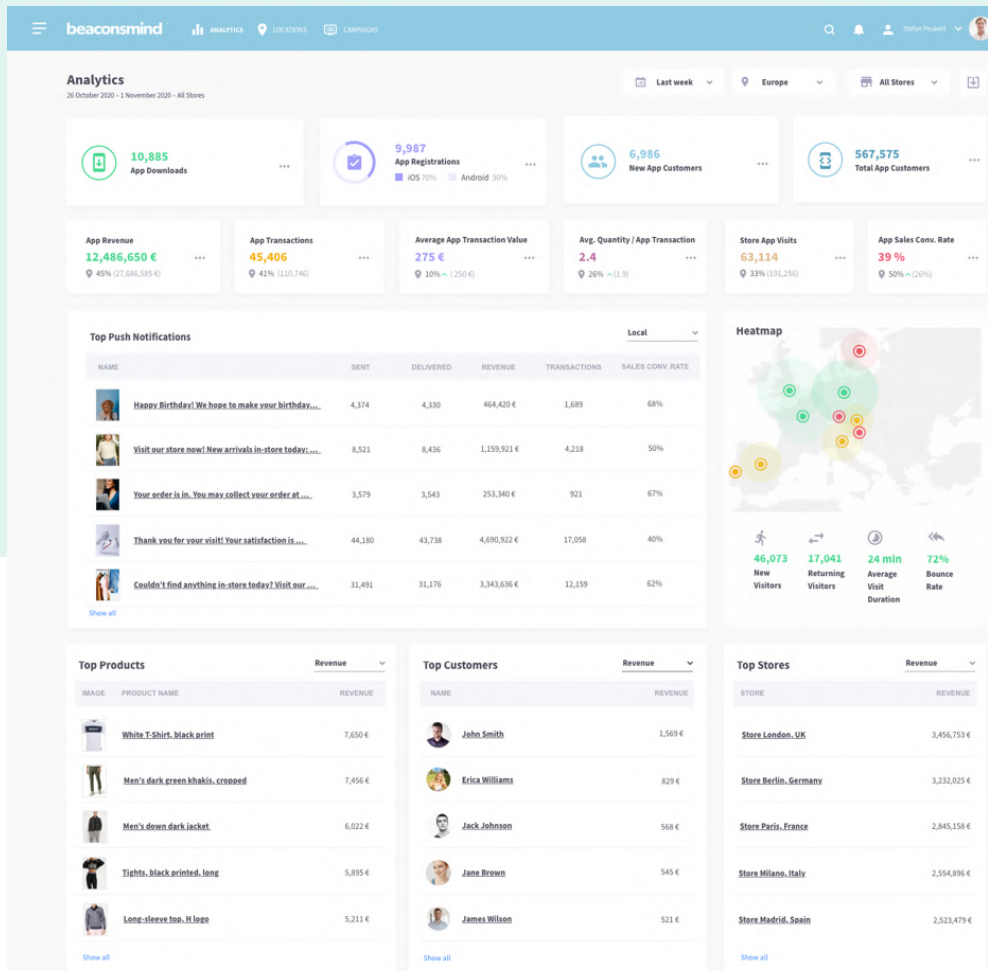 beaconsmind
ANALYTICS
LOCATIONS
CAMPAIGNS
Stefan Peukert
Analytics
26 October 2020 – 1 November 2020 – All Stores
Last week
Europe
All Stores
10,885
App Downloads
9,987
App Registrations
iOS 70% Android 30%
6,986
New App Customers
567,575
Total App Customers
App Revenue
12,486,650 €
45% (27,686,585 €)
App Transactions
45,406
41% (110,746)
Average App Transaction Value
275 €
10% (250 €)
Avg. Quantity / App Transaction
2.4
26% (1.9)
Store App Visits
63,114
33% (191,256)
App Sales Conv. Rate
39 %
50% (26%)
Top Push Notifications
Local
NAME SENT DELIVERED REVENUE TRANSACTIONS SALES CONV. RATE
Happy Birthday! We hope to make your birthday... 4,374 4,330 464,420 € 1,689 68%
Visit our store now! New arrivals in-store today: ... 8,521 8,436 1,159,921 € 4,218 50%
Your order is in. You may collect your order at ... 3,579 3,543 253,340 € 921 67%
Thank you for your visit! Your satisfaction is ... 44,180 43,738 4,690,922 € 17,058 40%
Couldn't find anything in-store today? Visit our ... 31,491 31,176 3,343,636 € 12,159 62%
Show all
Heatmap
46,073
New
Visitors
17,041
Returning
Visitors
24 min
Average
Visit
Duration
72%
Bounce
Rate
Top Products
Revenue
IMAGE PRODUCT NAME REVENUE
White T-Shirt, black print 7,650 €
Men's dark green khakis, cropped 7,456 €
Men's down dark jacket 6,022 €
Tights, black printed, long 5,895 €
Long-sleeve top, H logo 5,211 €
Show all
Top Customers
Revenue
NAME REVENUE
John Smith 1,569 €
Erica Williams 829 €
Jack Johnson 568 €
Jane Brown 545 €
James Wilson 521 €
Show all
Top Stores
Revenue
STORE REVENUE
Store London, UK 3,456,753 €
Store Berlin, Germany 3,232,025 €
Store Paris, France 2,845,158 €
Store Milano, Italy 2,554,896 €
Store Madrid, Spain 2,523,479 €
Show all